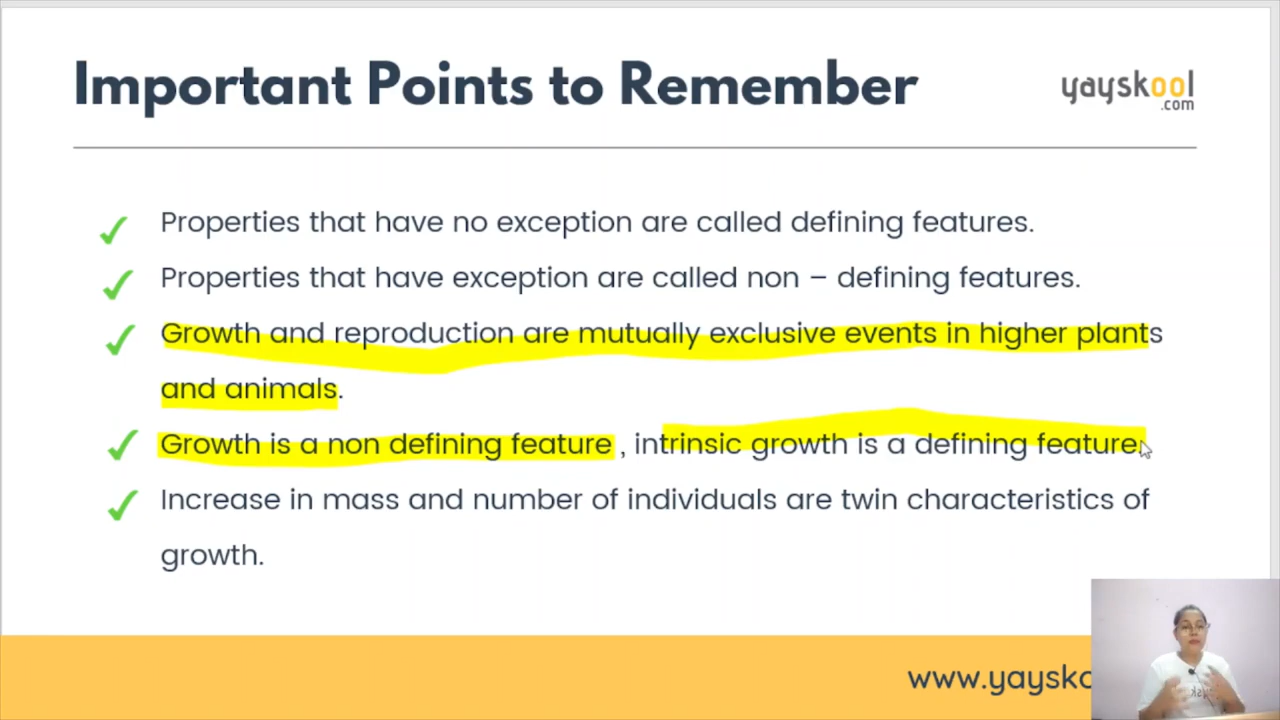 Important Points to Remember
yayskool
.com
Properties that have no exception are called defining features.
Properties that have exception are called non – defining features.
Growth and reproduction are mutually exclusive events in higher plants
and animals.
Growth is a non defining feature , intrinsic growth is a defining feature.
Increase in mass and number of individuals are twin characteristics of
growth.